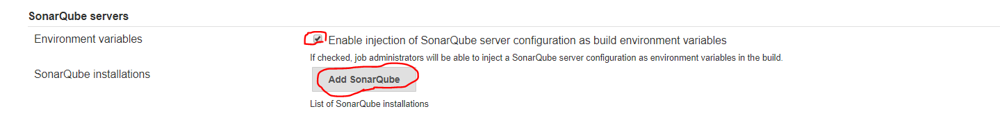 SonarQube servers
Environment variables
Enable injection of SonarQube server configuration as build environment variables
If checked, job administrators will be able to inject a SonarQube server configuration as environment variables in the build.
SonarQube installations
Add SonarQube
List of SonarQube installations